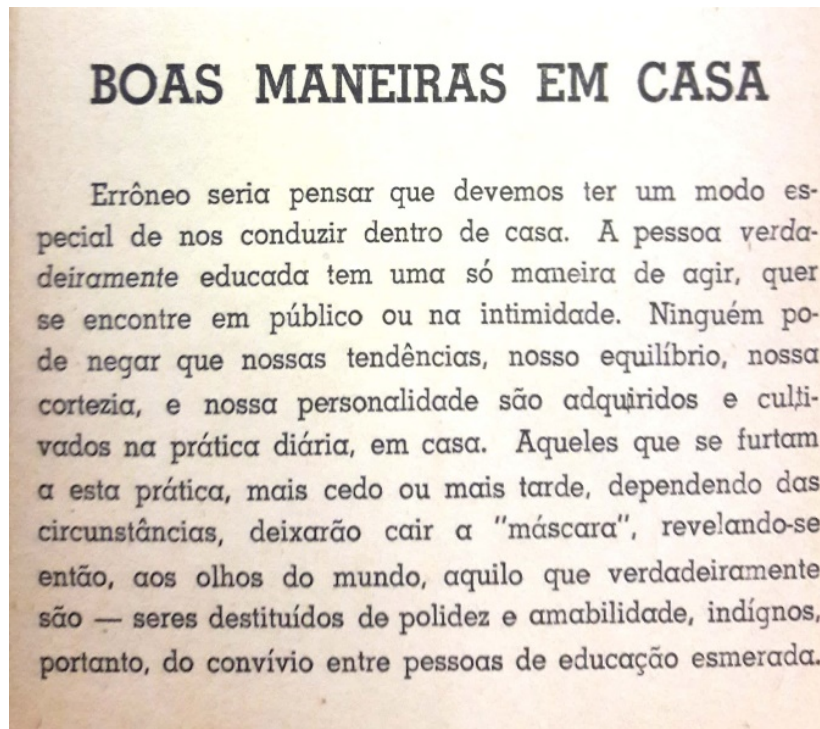 BOAS MANEIRAS EM CASA
Errôneo seria pensar que devemos ter um modo es-
pecial de nos conduzir dentro de casa. A pessoa verda-
deiramente educada tem uma só maneira de agir, quer
se encontre em público ou na intimidade. Ninguém po-
de negar que nossas tendências, nosso equilíbrio, nossa
cortezia, e nossa personalidade são adquiridos e culti-
vados na prática diária, em casa. Aqueles que se furtam
a esta prática, mais cedo ou mais tarde, dependendo das
circunstâncias, deixarão cair a "máscara", revelando-se
então, aos olhos do mundo, aquilo que verdadeiramente
são — seres destituídos de polidez e amabilidade, indígnos,
portanto, do convívio entre pessoas de educação esmerada.